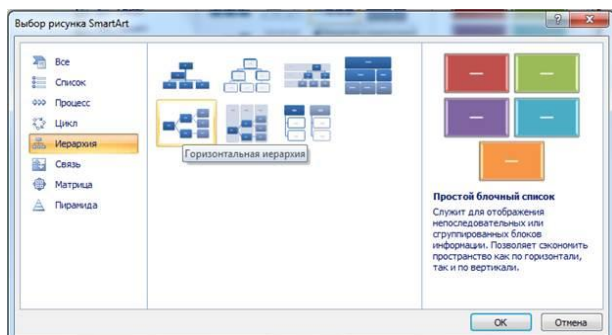 Выбор рисунка SmartArt
Все
Список
Процесс
Цикл
Иерархия
Связь
Матрица
Пирамида
Горизонтальная иерархия
Простой блочный список
Служит для отображения
непоследовательных или
сгруппированных блоков
информации. Позволяет сэкономить
пространство как по горизонтали,
так и по вертикали.
ОК
Отмена